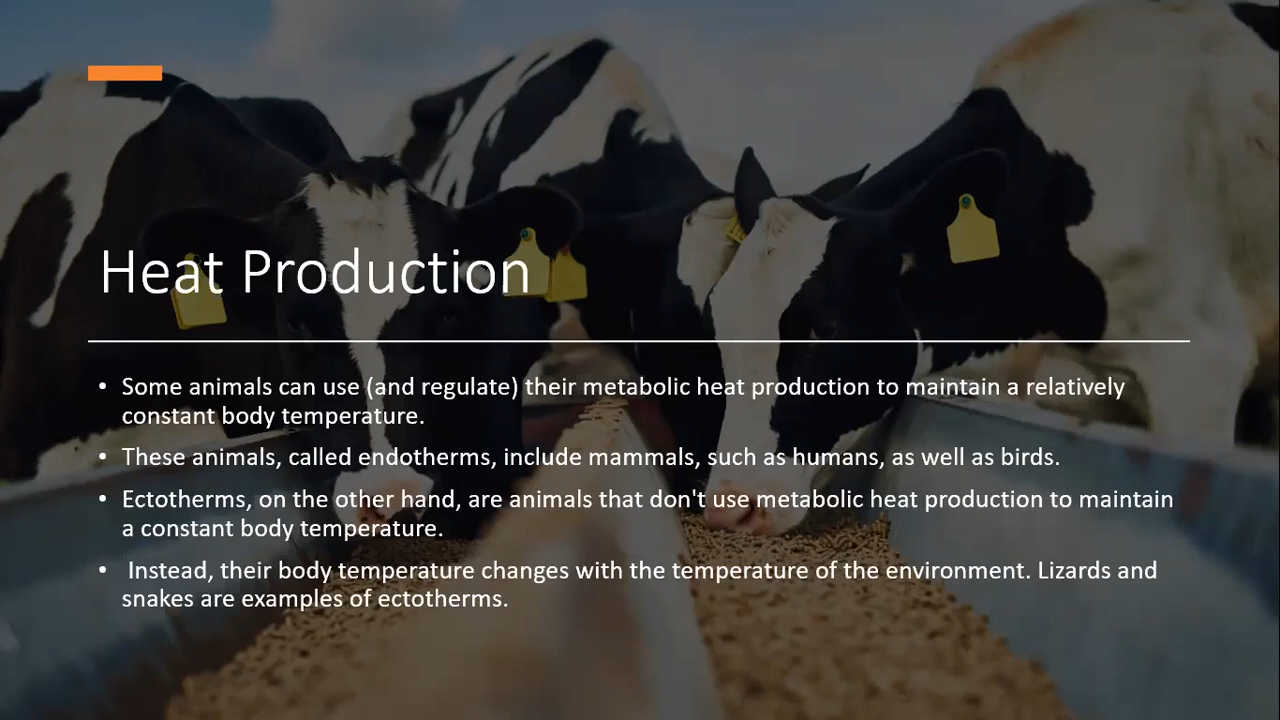 Heat Production
• Some animals can use (and regulate) their metabolic heat production to maintain a relatively
constant body temperature.
• These animals, called endotherms, include mammals, such as humans, as well as birds.
• Ectotherms, on the other hand, are animals that don't use metabolic heat production to maintain
a constant body temperature.
• Instead, their body temperature changes with the temperature of the environment. Lizards and
snakes are examples of ectotherms.